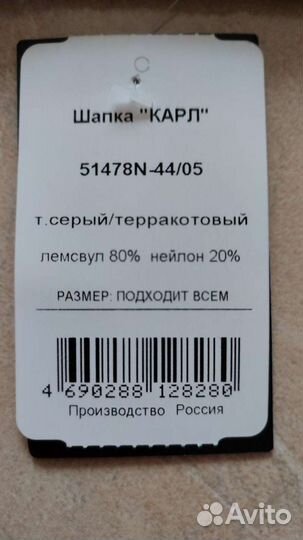 Шапка "КАРЛ"
51478N-44/05
т.серый/терракотовый
лемсвул 80% нейлон 20%
РАЗМЕР: ПОДХОДИТ ВСЕМ
4 690288 128280
Производство Россия
Avito